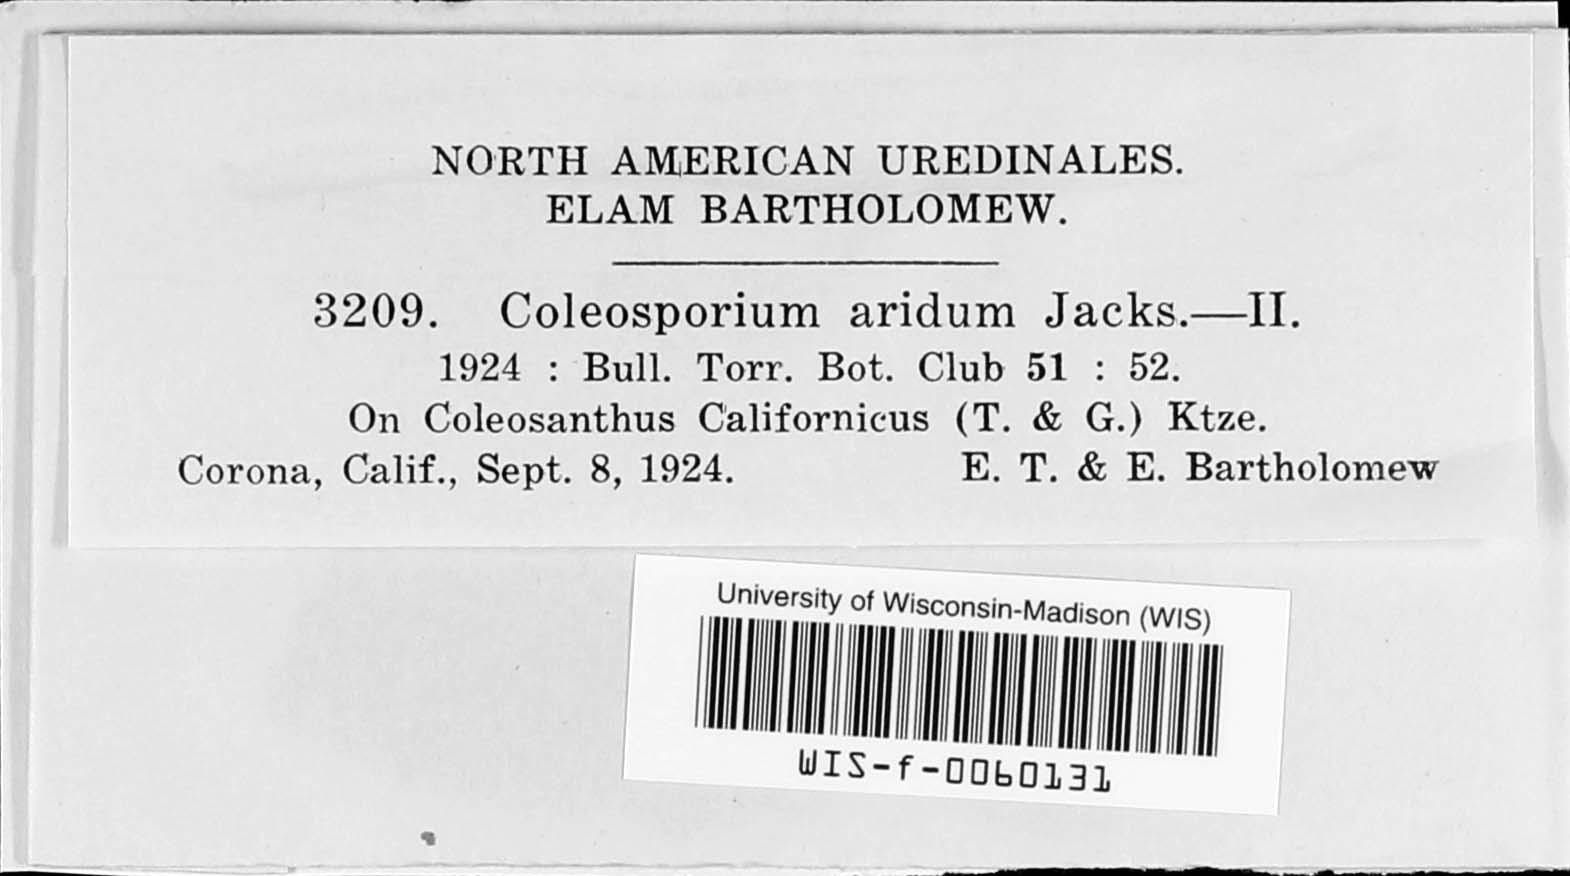 NORTH AMERICAN UREDINALES.
ELAM BARTHOLOMEW.
3209. Coleosporium aridum Jacks.—II.
1924 : Bull. Torr. Bot. Club 51 : 52.
On Coleosanthus Californicus (T. & G.) Ktze.
Corona, Calif., Sept. 8, 1924. E. T. & E. Bartholomew
University of Wisconsin-Madison (WIS)
WIS-f-0060131